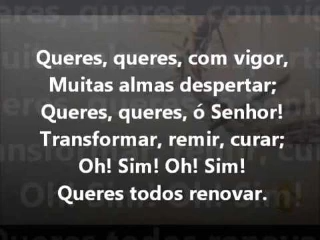 Queres, queres, com vigor,
Muitas almas despertar;
Queres, queres, ó Senhor!
Transformar, remir, curar;
Oh! Sim! Oh! Sim!
Queres todos renovar.